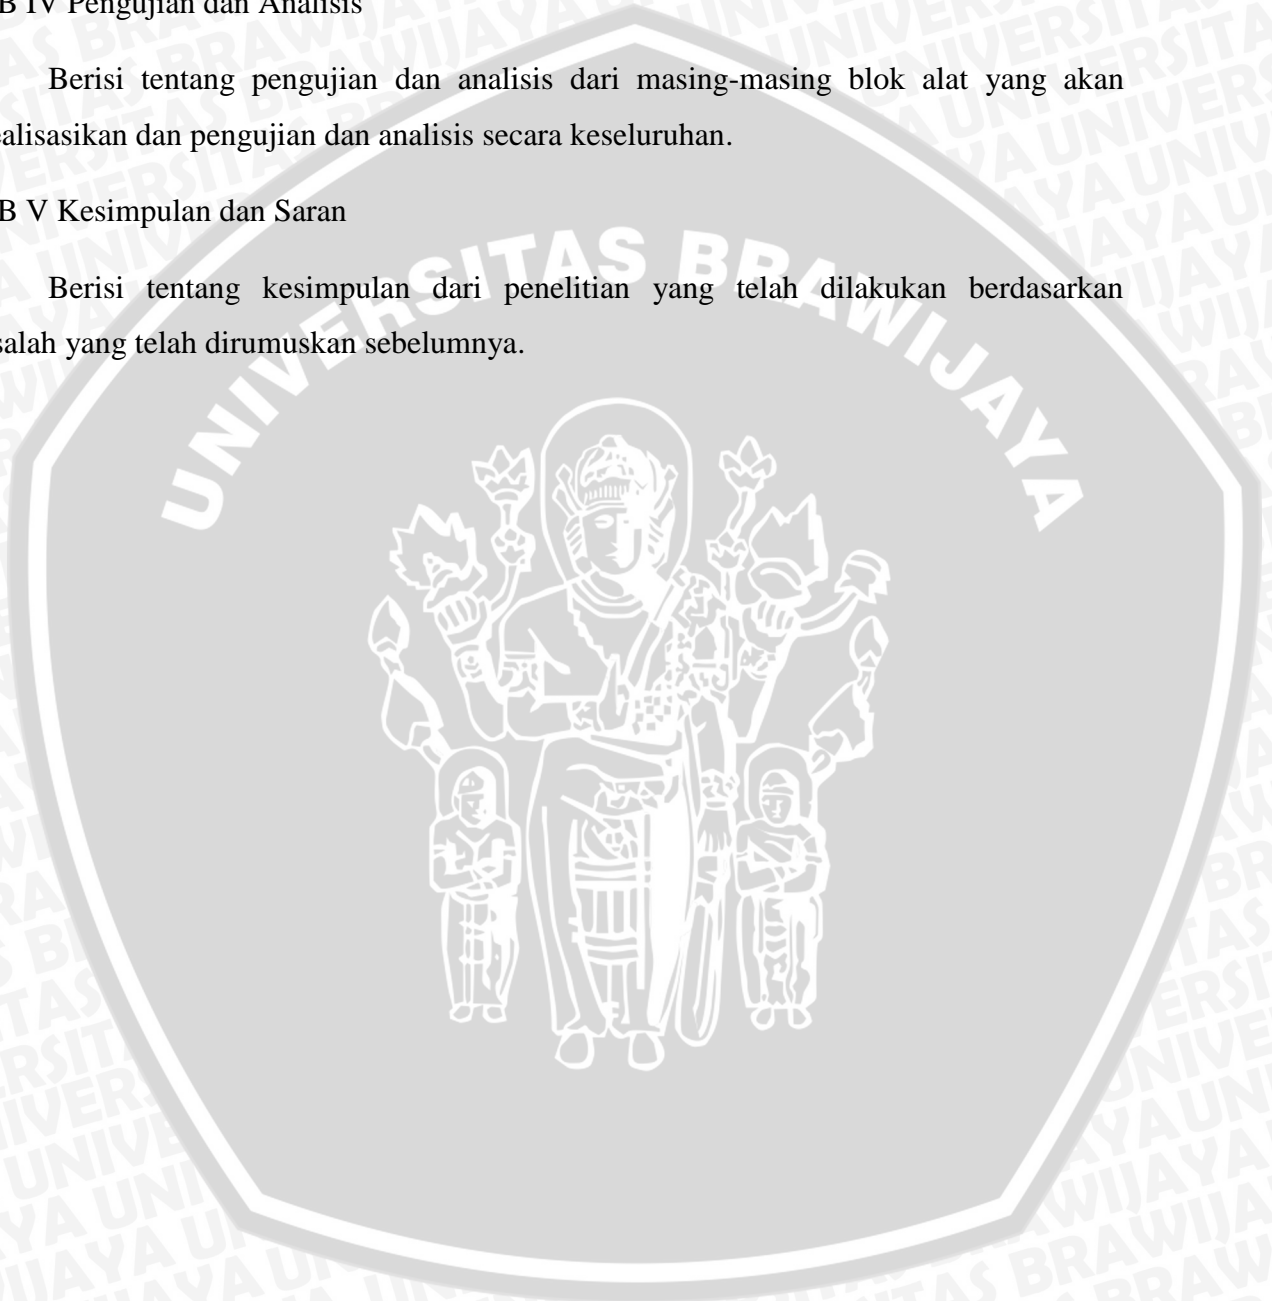 B IV Pengujian dan Analisis
Berisi tentang pengujian dan analisis dari masing-masing blok alat yang akan
ealisasikan dan pengujian dan analisis secara keseluruhan.
B V Kesimpulan dan Saran
Berisi tentang kesimpulan dari penelitian yang telah dilakukan berdasarkan
salah yang telah dirumuskan sebelumnya.
UNIVERSITAS BRAWIJAYA